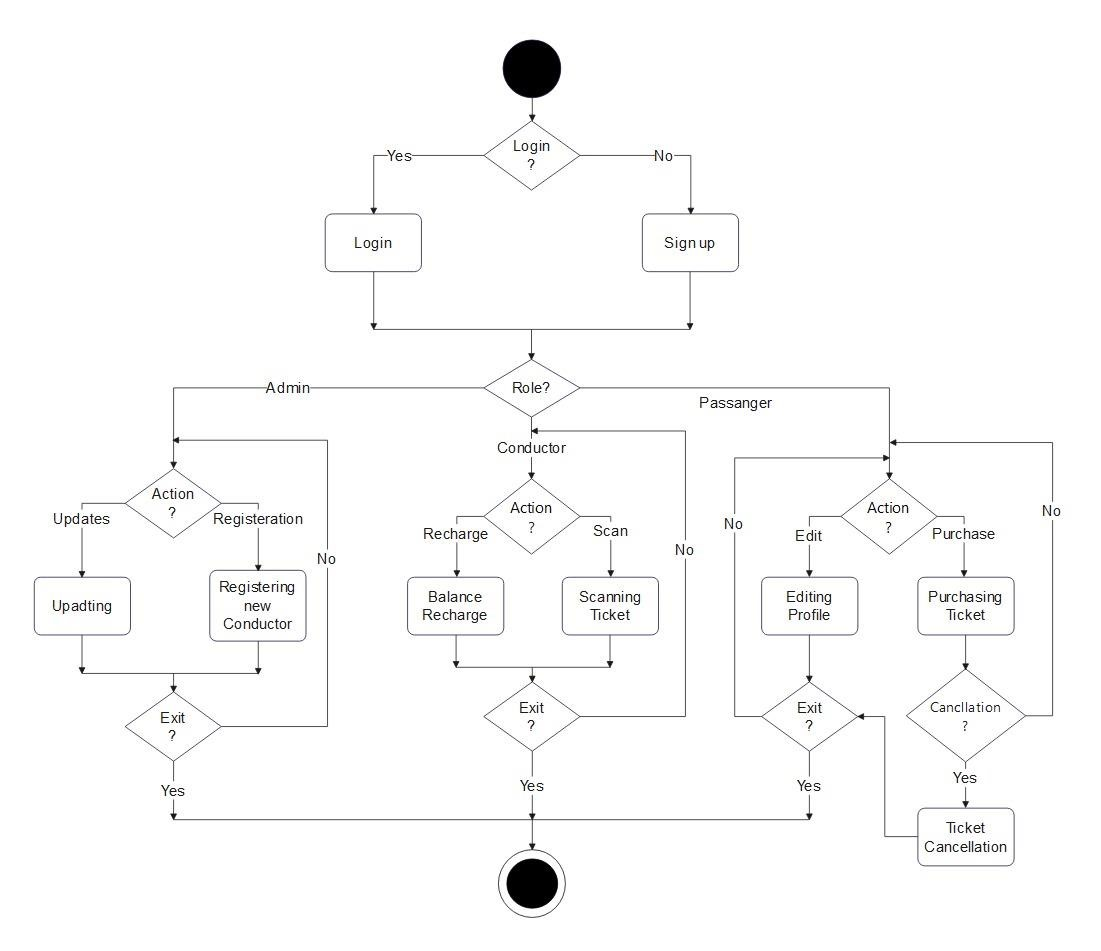 Login
?
Yes
No
Login
Sign up
Role?
Admin
Passanger
Conductor
Action
?
Updates
Registeration
No
Upadting
Registering
new
Conductor
Exit
?
Yes
Action
?
Recharge
Scan
No
Balance
Recharge
Scanning
Ticket
Exit
?
Yes
Action
?
Edit
Purchase
No
No
Editing
Profile
Purchasing
Ticket
Exit
?
Cancllation
?
Yes
Yes
Ticket
Cancellation